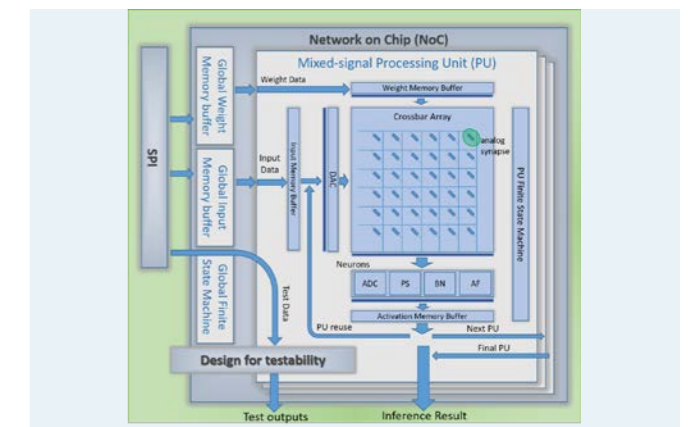 Network on Chip (NoC)
Mixed-signal Processing Unit (PU)
SPI
Global Weight
Memory buffer
Global Input
Memory buffer
Global Finite
State Machine
Weight Data
Weight Memory Buffer
Crossbar Array
analog
synapse
Input
Data
Input Memory Buffer
DAC
PU Finite State Machine
Neurons
ADC
PS
BN
AF
Activation Memory Buffer
Test Data
PU reuse
Next PU
Final PU
Design for testability
Test outputs
Inference Result